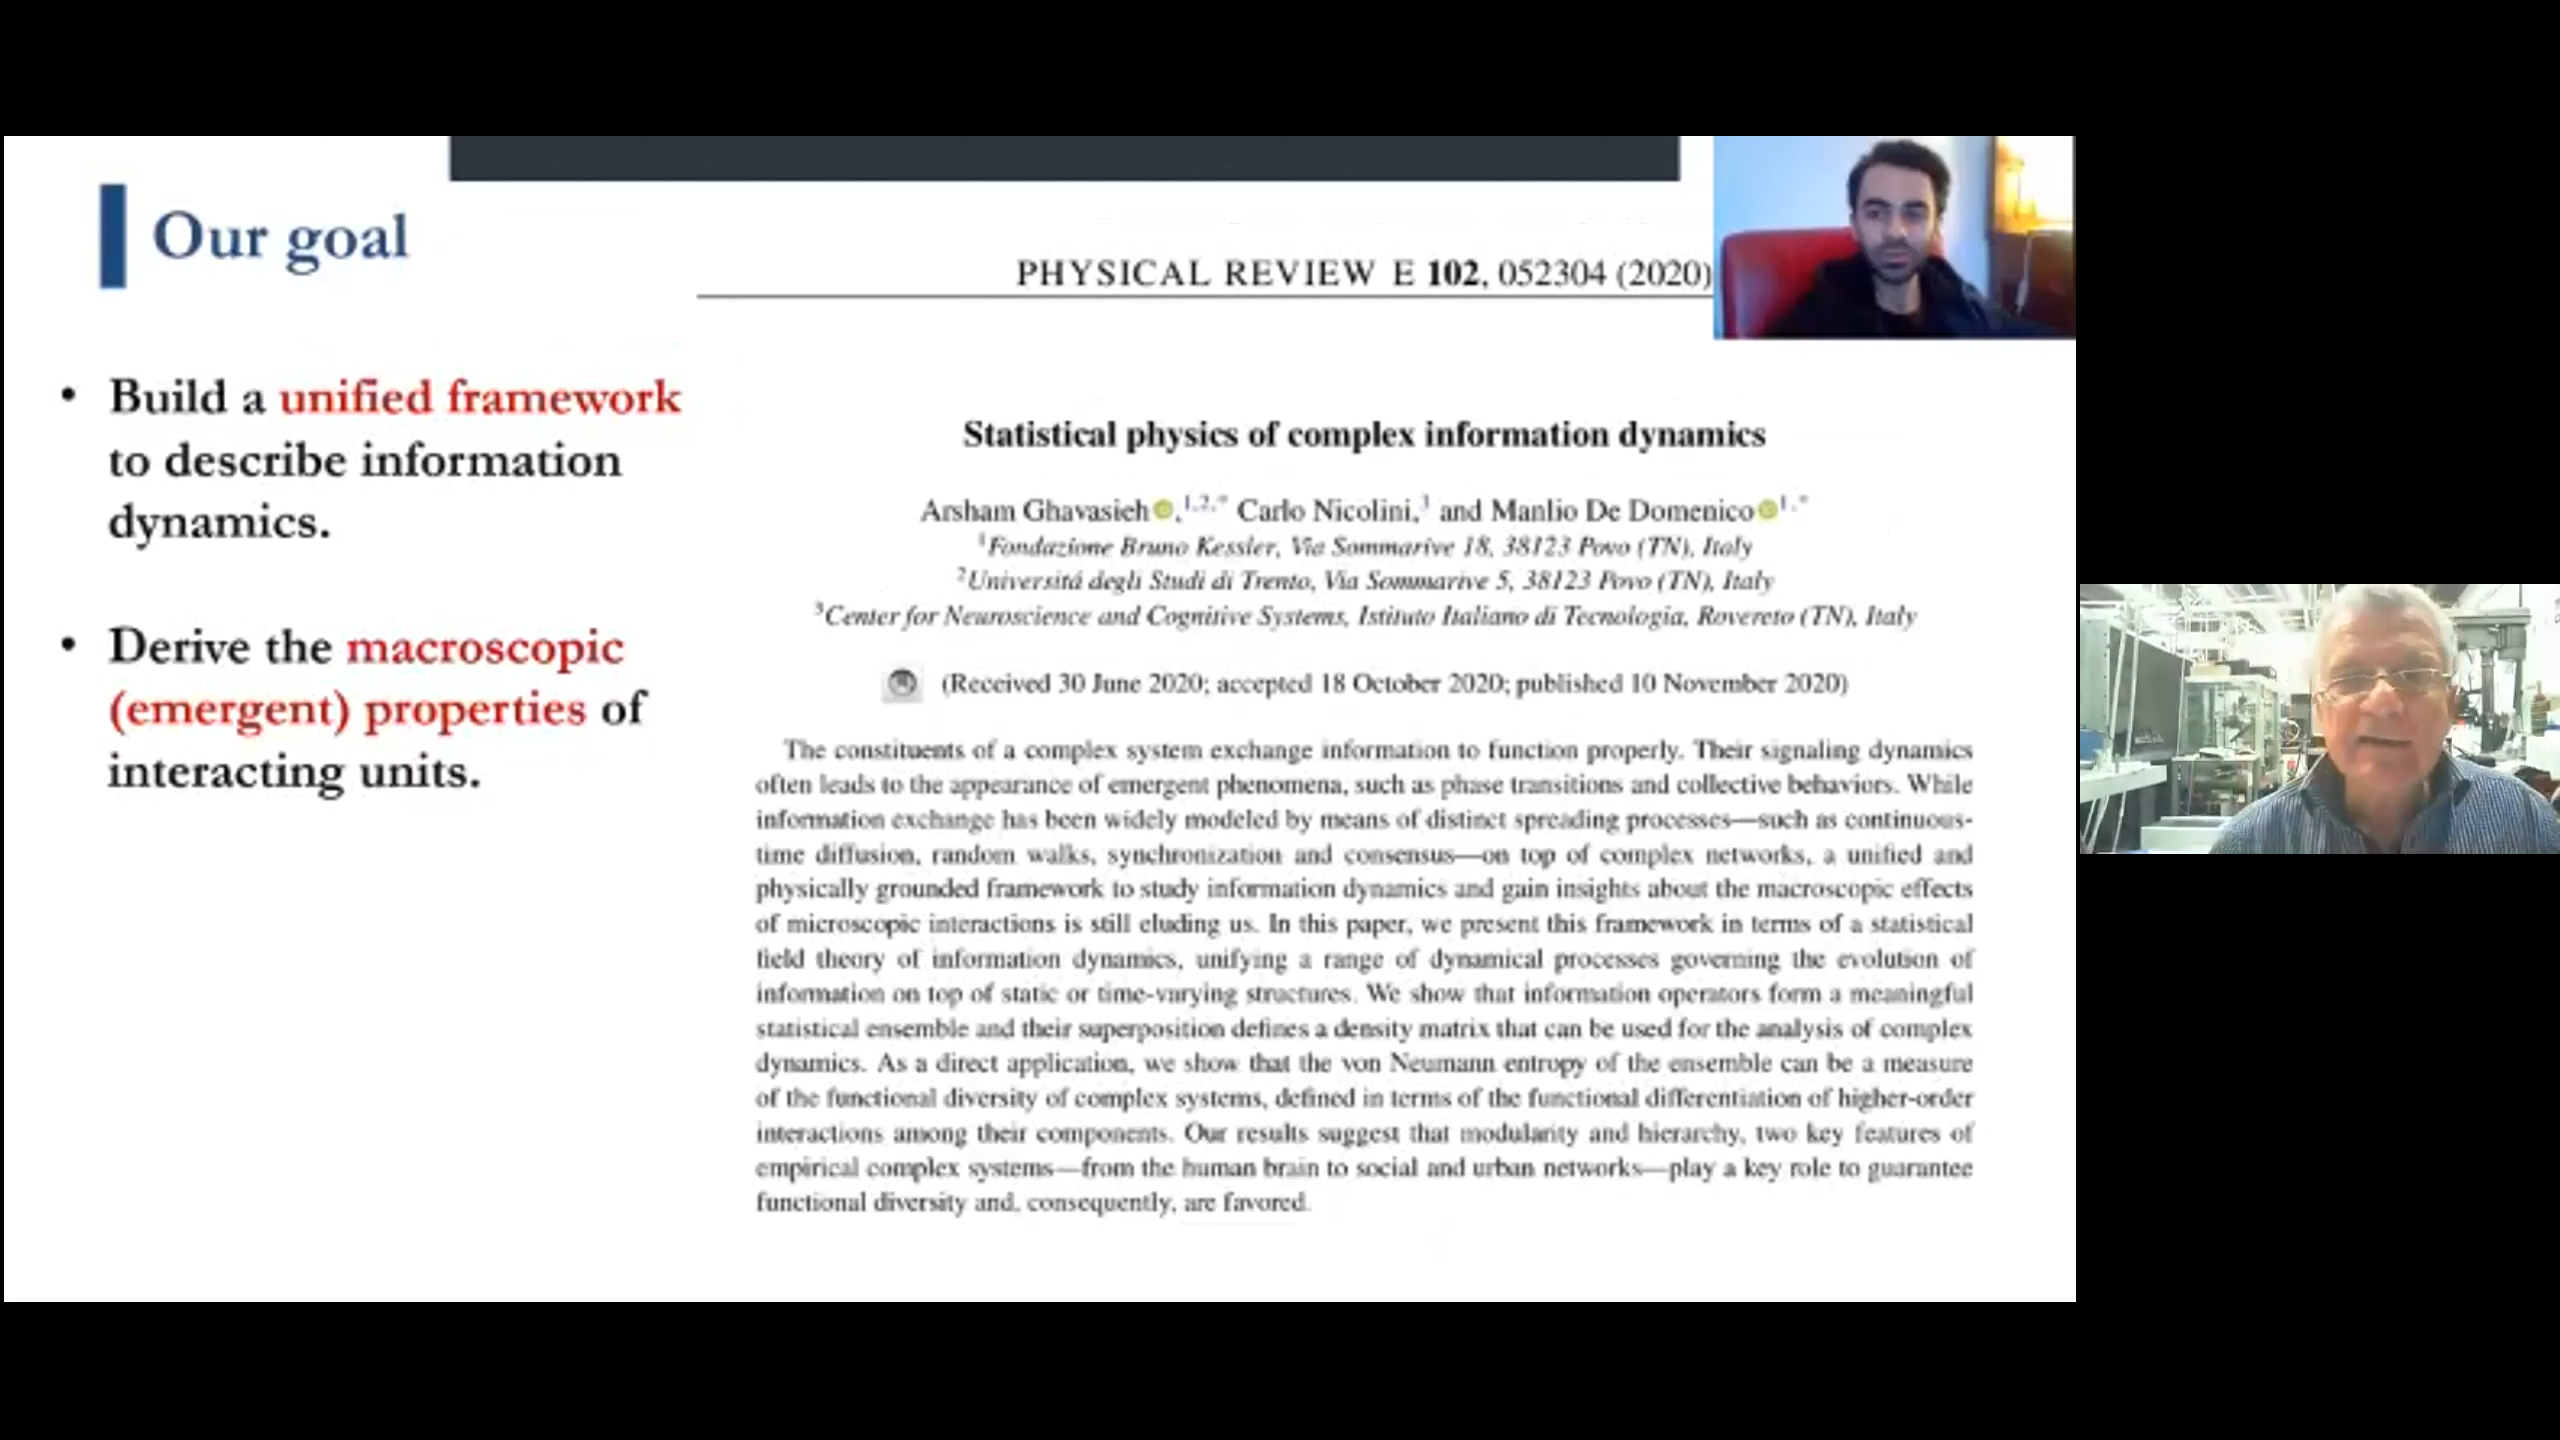 Our goal
• Build a unified framework
to describe information
dynamics.
• Derive the macroscopic
(emergent) properties of
interacting units.
PHYSICAL REVIEW E 102, 052304 (2020)
Statistical physics of complex information dynamics
Arsham Ghavasieh,1,2,* Carlo Nicolini,3 and Manlio De Domenico1,*
1Fondazione Bruno Kessler, Via Sommarive 18, 38123 Povo (TN), Italy
2Universitá degli Studi di Trento, Via Sommarive 5, 38123 Povo (TN), Italy
3Center for Neuroscience and Cognitive Systems, Istituto Italiano di Tecnologia, Rovereto (TN), Italy
(Received 30 June 2020; accepted 18 October 2020; published 10 November 2020)
The constituents of a complex system exchange information to function properly. Their signaling dynamics
often leads to the appearance of emergent phenomena, such as phase transitions and collective behaviors. While
information exchange has been widely modeled by means of distinct spreading processes—such as continuous-
time diffusion, random walks, synchronization and consensus—on top of complex networks, a unified and
physically grounded framework to study information dynamics and gain insights about the macroscopic effects
of microscopic interactions is still eluding us. In this paper, we present this framework in terms of a statistical
field theory of information dynamics, unifying a range of dynamical processes governing the evolution of
information on top of static or time-varying structures. We show that information operators form a meaningful
statistical ensemble and their superposition defines a density matrix that can be used for the analysis of complex
dynamics. As a direct application, we show that the von Neumann entropy of the ensemble can be a measure
of the functional diversity of complex systems, defined in terms of the functional differentiation of higher-order
interactions among their components. Our results suggest that modularity and hierarchy, two key features of
empirical complex systems—from the human brain to social and urban networks—play a key role to guarantee
functional diversity and, consequently, are favored.